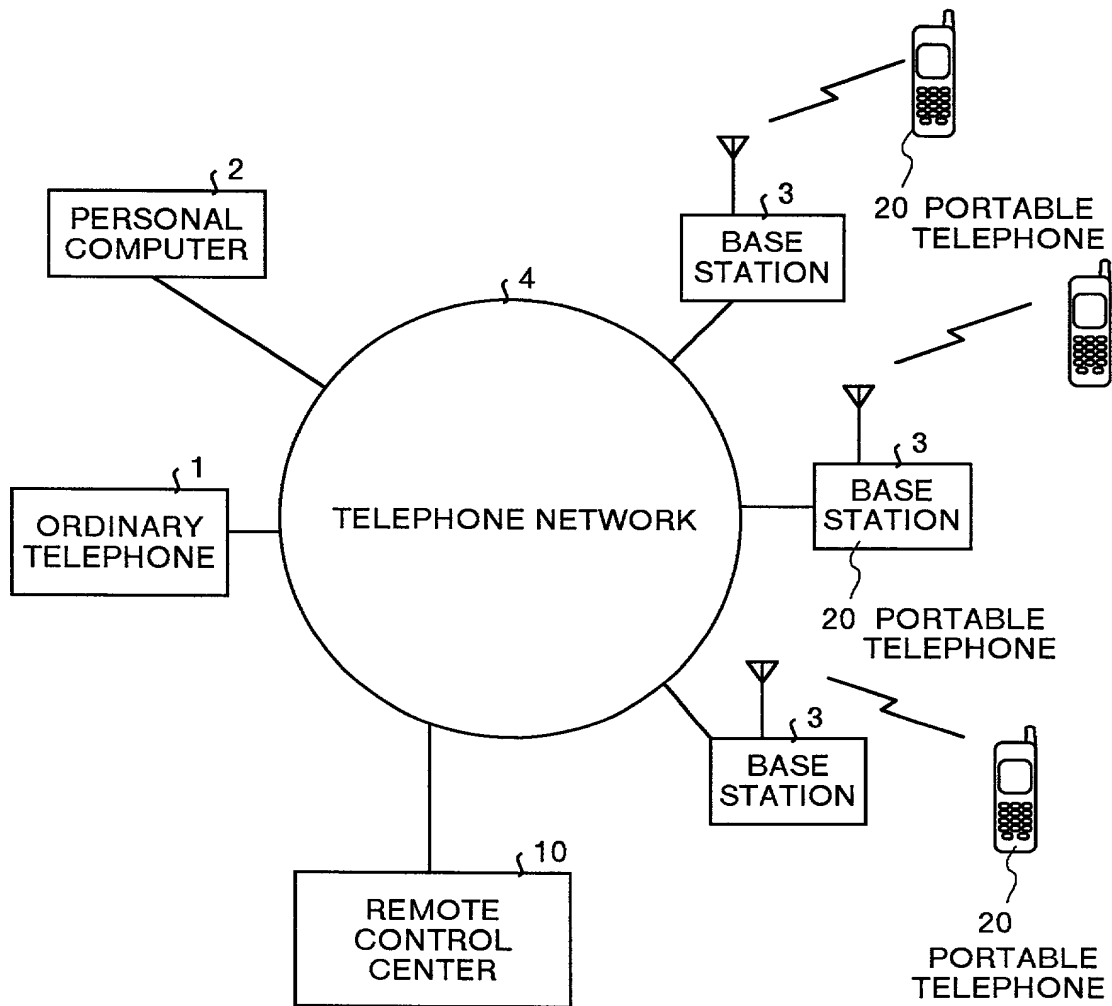 2
PERSONAL
COMPUTER
3
BASE
STATION
20 PORTABLE
TELEPHONE
4
1
ORDINARY
TELEPHONE
TELEPHONE NETWORK
3
BASE
STATION
20 PORTABLE
TELEPHONE
3
BASE
STATION
20
PORTABLE
TELEPHONE
10
REMOTE
CONTROL
CENTER